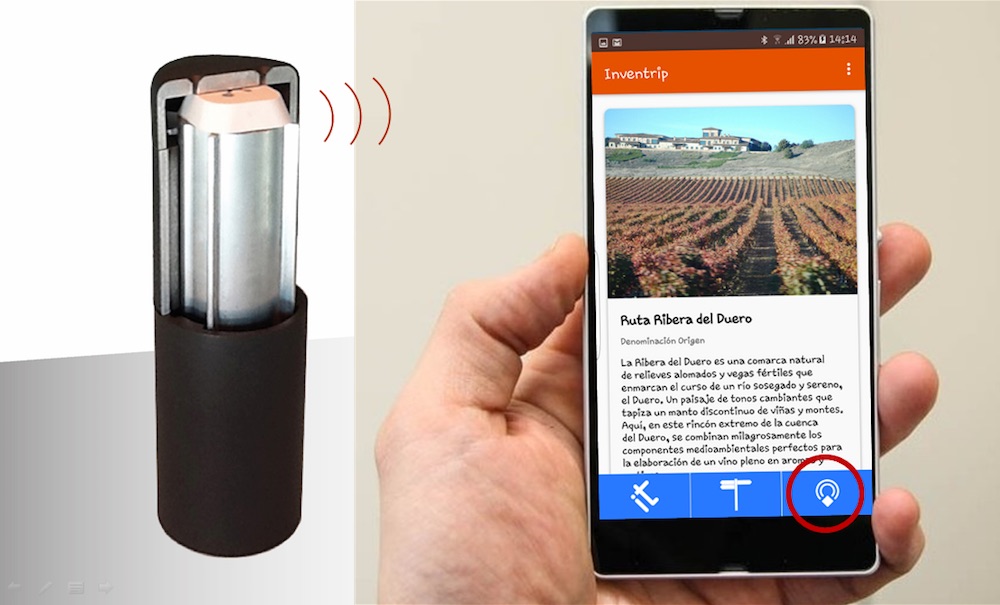 83% 14:14
Inventrip
Ruta Ribera del Duero
Denominación Origen
La Ribera del Duero es una comarca natural
de relieves alomados y vegas fértiles que
enmarcan el curso de un río sosegado y sereno,
el Duero. Un paisaje de tonos cambiantes que
tapiza un manto discontinuo de viñas y montes.
Aquí, en este rincón extremo de la cuenca
del Duero, se combinan milagrosamente los
componentes medioambientales perfectos para
la elaboración de un vino pleno en aromas y